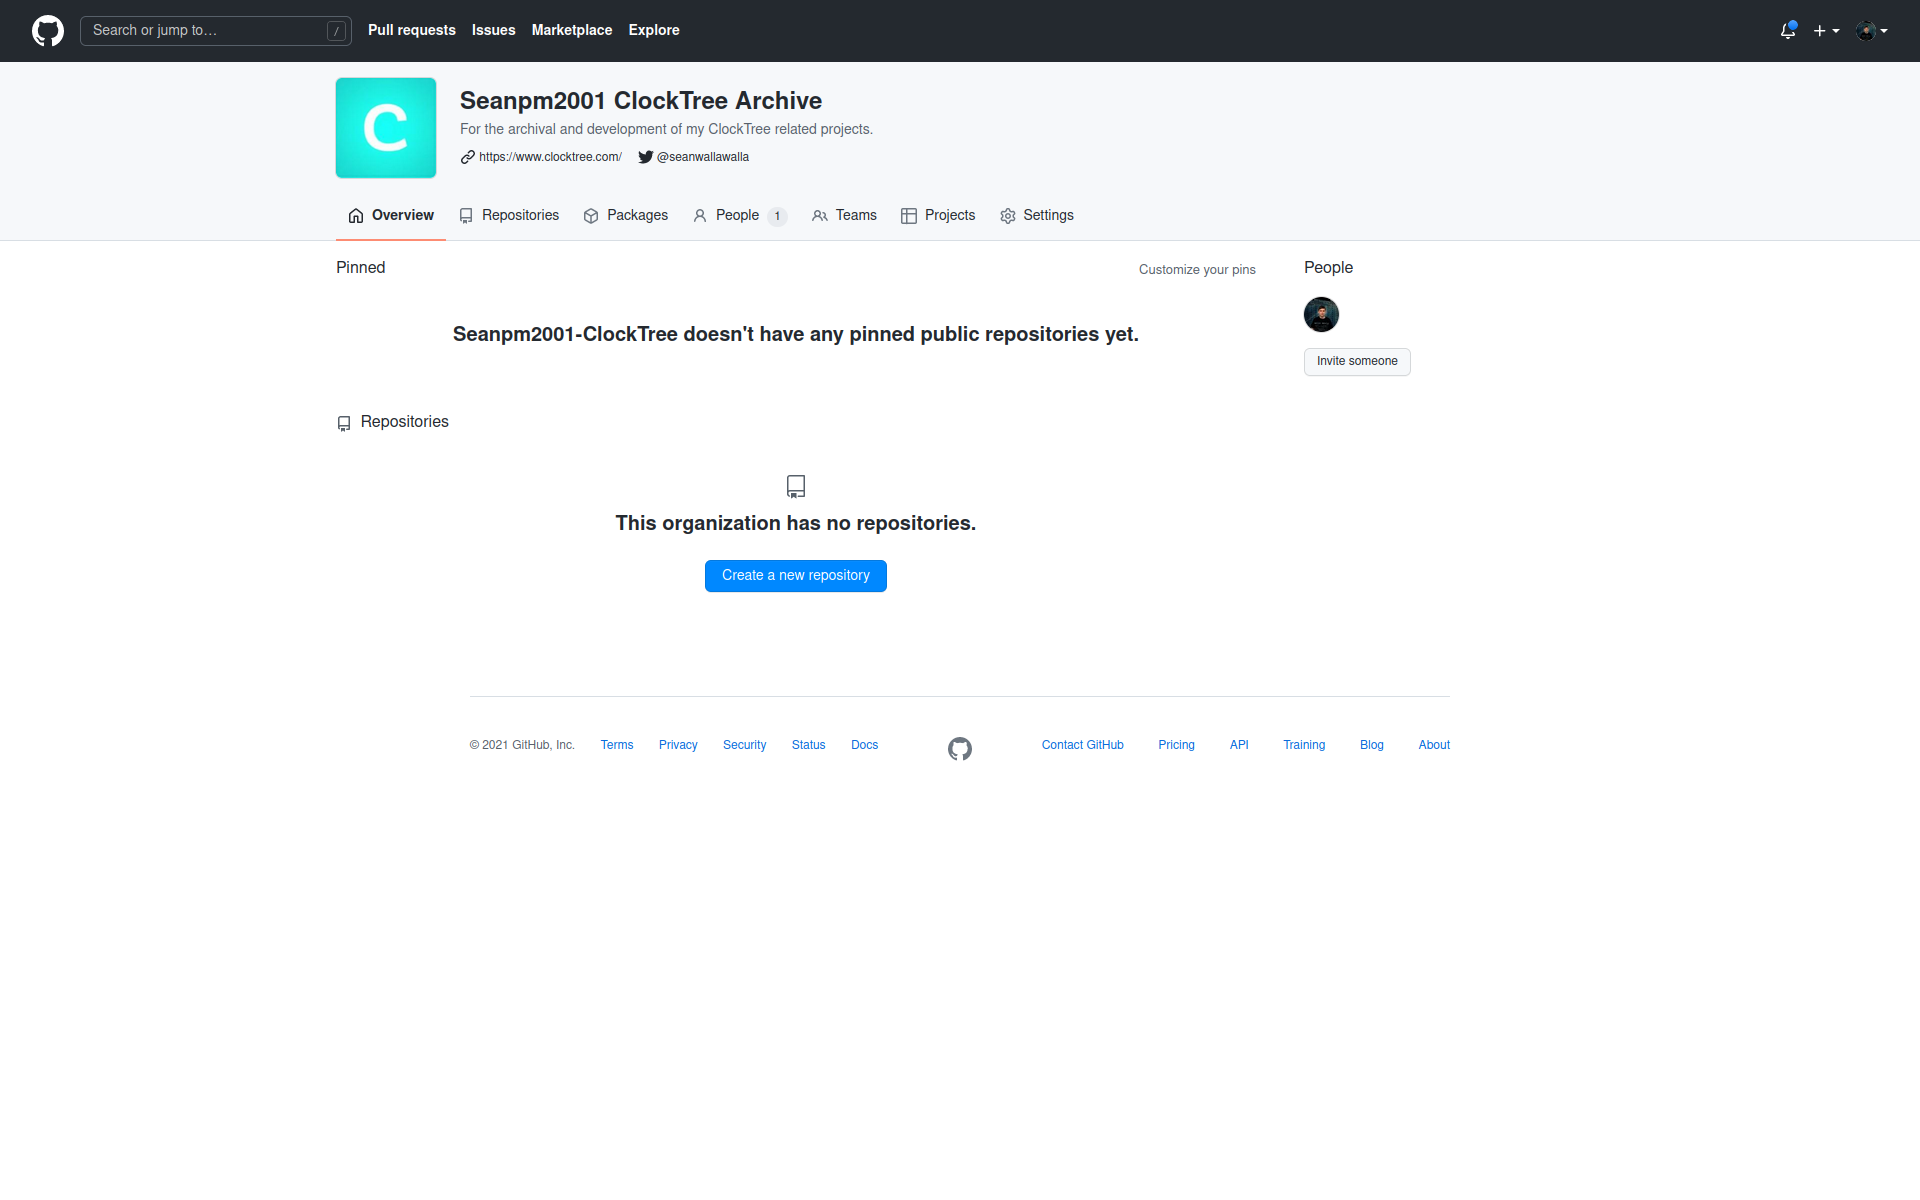 Search or jump to… /
Pull requests Issues Marketplace Explore
C
Seanpm2001 ClockTree Archive
For the archival and development of my ClockTree related projects.
https://www.clocktree.com/ @seanwallawalla
Overview Repositories Packages People 1 Teams Projects Settings
Pinned
Customize your pins
Seanpm2001-ClockTree doesn't have any pinned public repositories yet.
People
Invite someone
Repositories
This organization has no repositories.
Create a new repository
© 2021 GitHub, Inc. Terms Privacy Security Status Docs Contact GitHub Pricing API Training Blog About